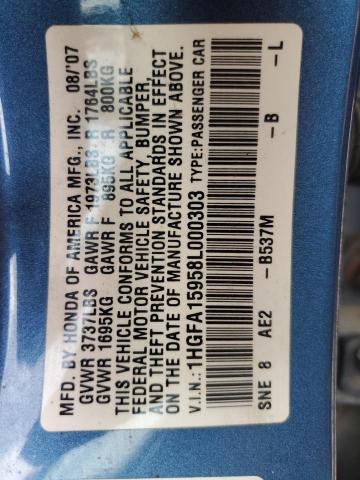 MFD. BY HONDA OF AMERICA MFG., INC. 08/07
GVWR 3737LBS GAWR F 1973LBS R 1764LBS
GVWR 1695KG GAWR F 895KG R 800KG
THIS VEHICLE CONFORMS TO ALL APPLICABLE
FEDERAL MOTOR VEHICLE SAFETY, BUMPER,
AND THEFT PREVENTION STANDARDS IN EFFECT
ON THE DATE OF MANUFACTURE SHOWN ABOVE.
V.I.N.: 1HGFA15958L000303 TYPE:PASSENGER CAR
SNE 8 AE2 -B537M -B -L